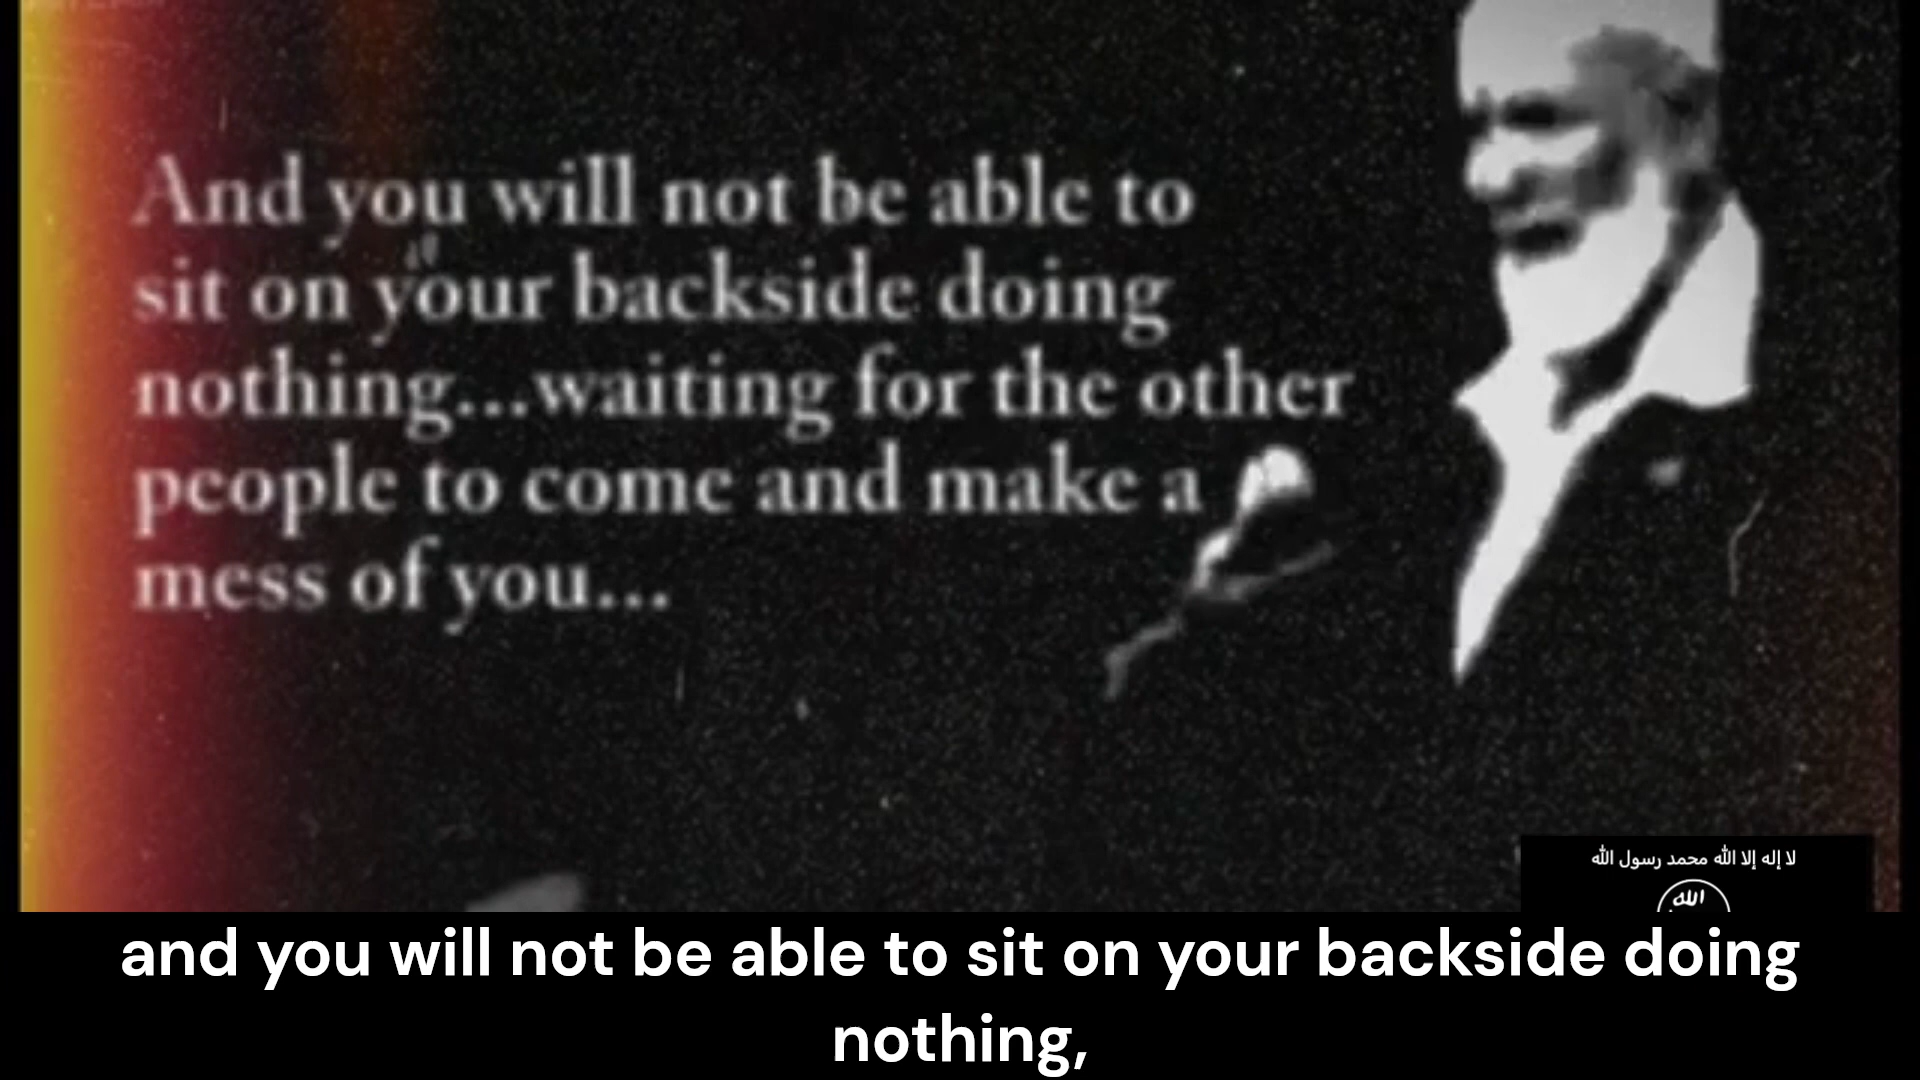 And you will not be able to
sit on your backside doing
nothing...waiting for the other
people to come and make a
mess of you...
لا إله إلا الله محمد رسول الله
الله
and you will not be able to sit on your backside doing
nothing,